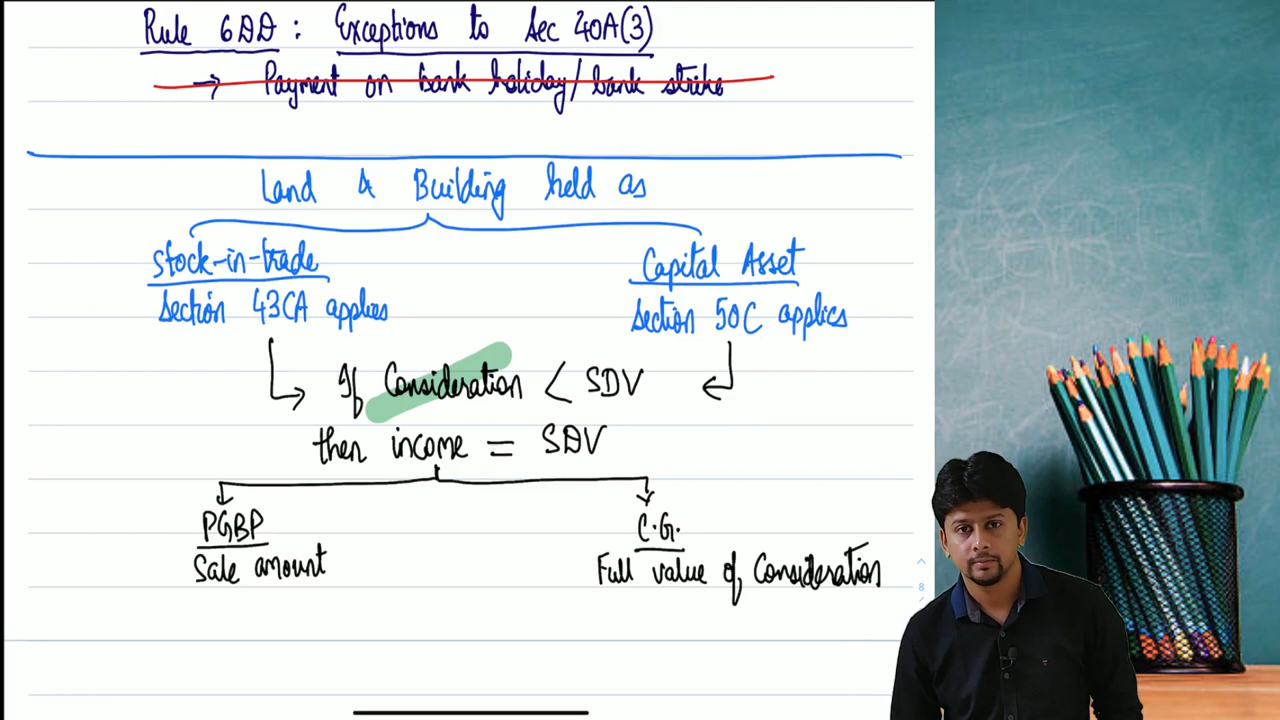 Rule 6DD : Exceptions to Sec 40A(3)
→ Payment on bank holiday/bank strike
Land & Building held as
Stock-in-trade
Capital Asset
Section 43CA applies
Section 50C applies
If Consideration < SDV
then income = SDV
PGBP
C.G.
Sale amount
Full value of Consideration
8